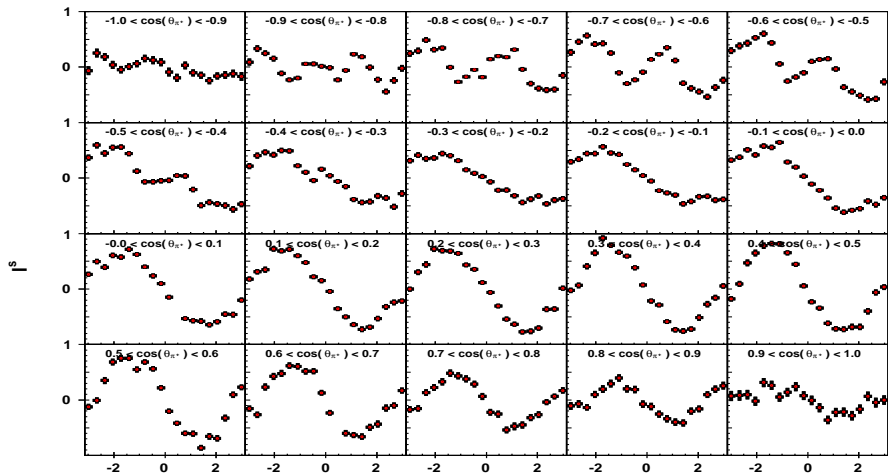 1
-1.0 < cos(θπ+) < -0.9
-0.9 < cos(θπ+) < -0.8
-0.8 < cos(θπ+) < -0.7
-0.7 < cos(θπ+) < -0.6
-0.6 < cos(θπ+) < -0.5
0
1
-0.5 < cos(θπ+) < -0.4
-0.4 < cos(θπ+) < -0.3
-0.3 < cos(θπ+) < -0.2
-0.2 < cos(θπ+) < -0.1
-0.1 < cos(θπ+) < 0.0
0
1
-0.0 < cos(θπ+) < 0.1
0.1 < cos(θπ+) < 0.2
0.2 < cos(θπ+) < 0.3
0.3 < cos(θπ+) < 0.4
0.4 < cos(θπ+) < 0.5
Is
0
1
0.5 < cos(θπ+) < 0.6
0.6 < cos(θπ+) < 0.7
0.7 < cos(θπ+) < 0.8
0.8 < cos(θπ+) < 0.9
0.9 < cos(θπ+) < 1.0
0
-2 0 2 -2 0 2 -2 0 2 -2 0 2 -2 0 2